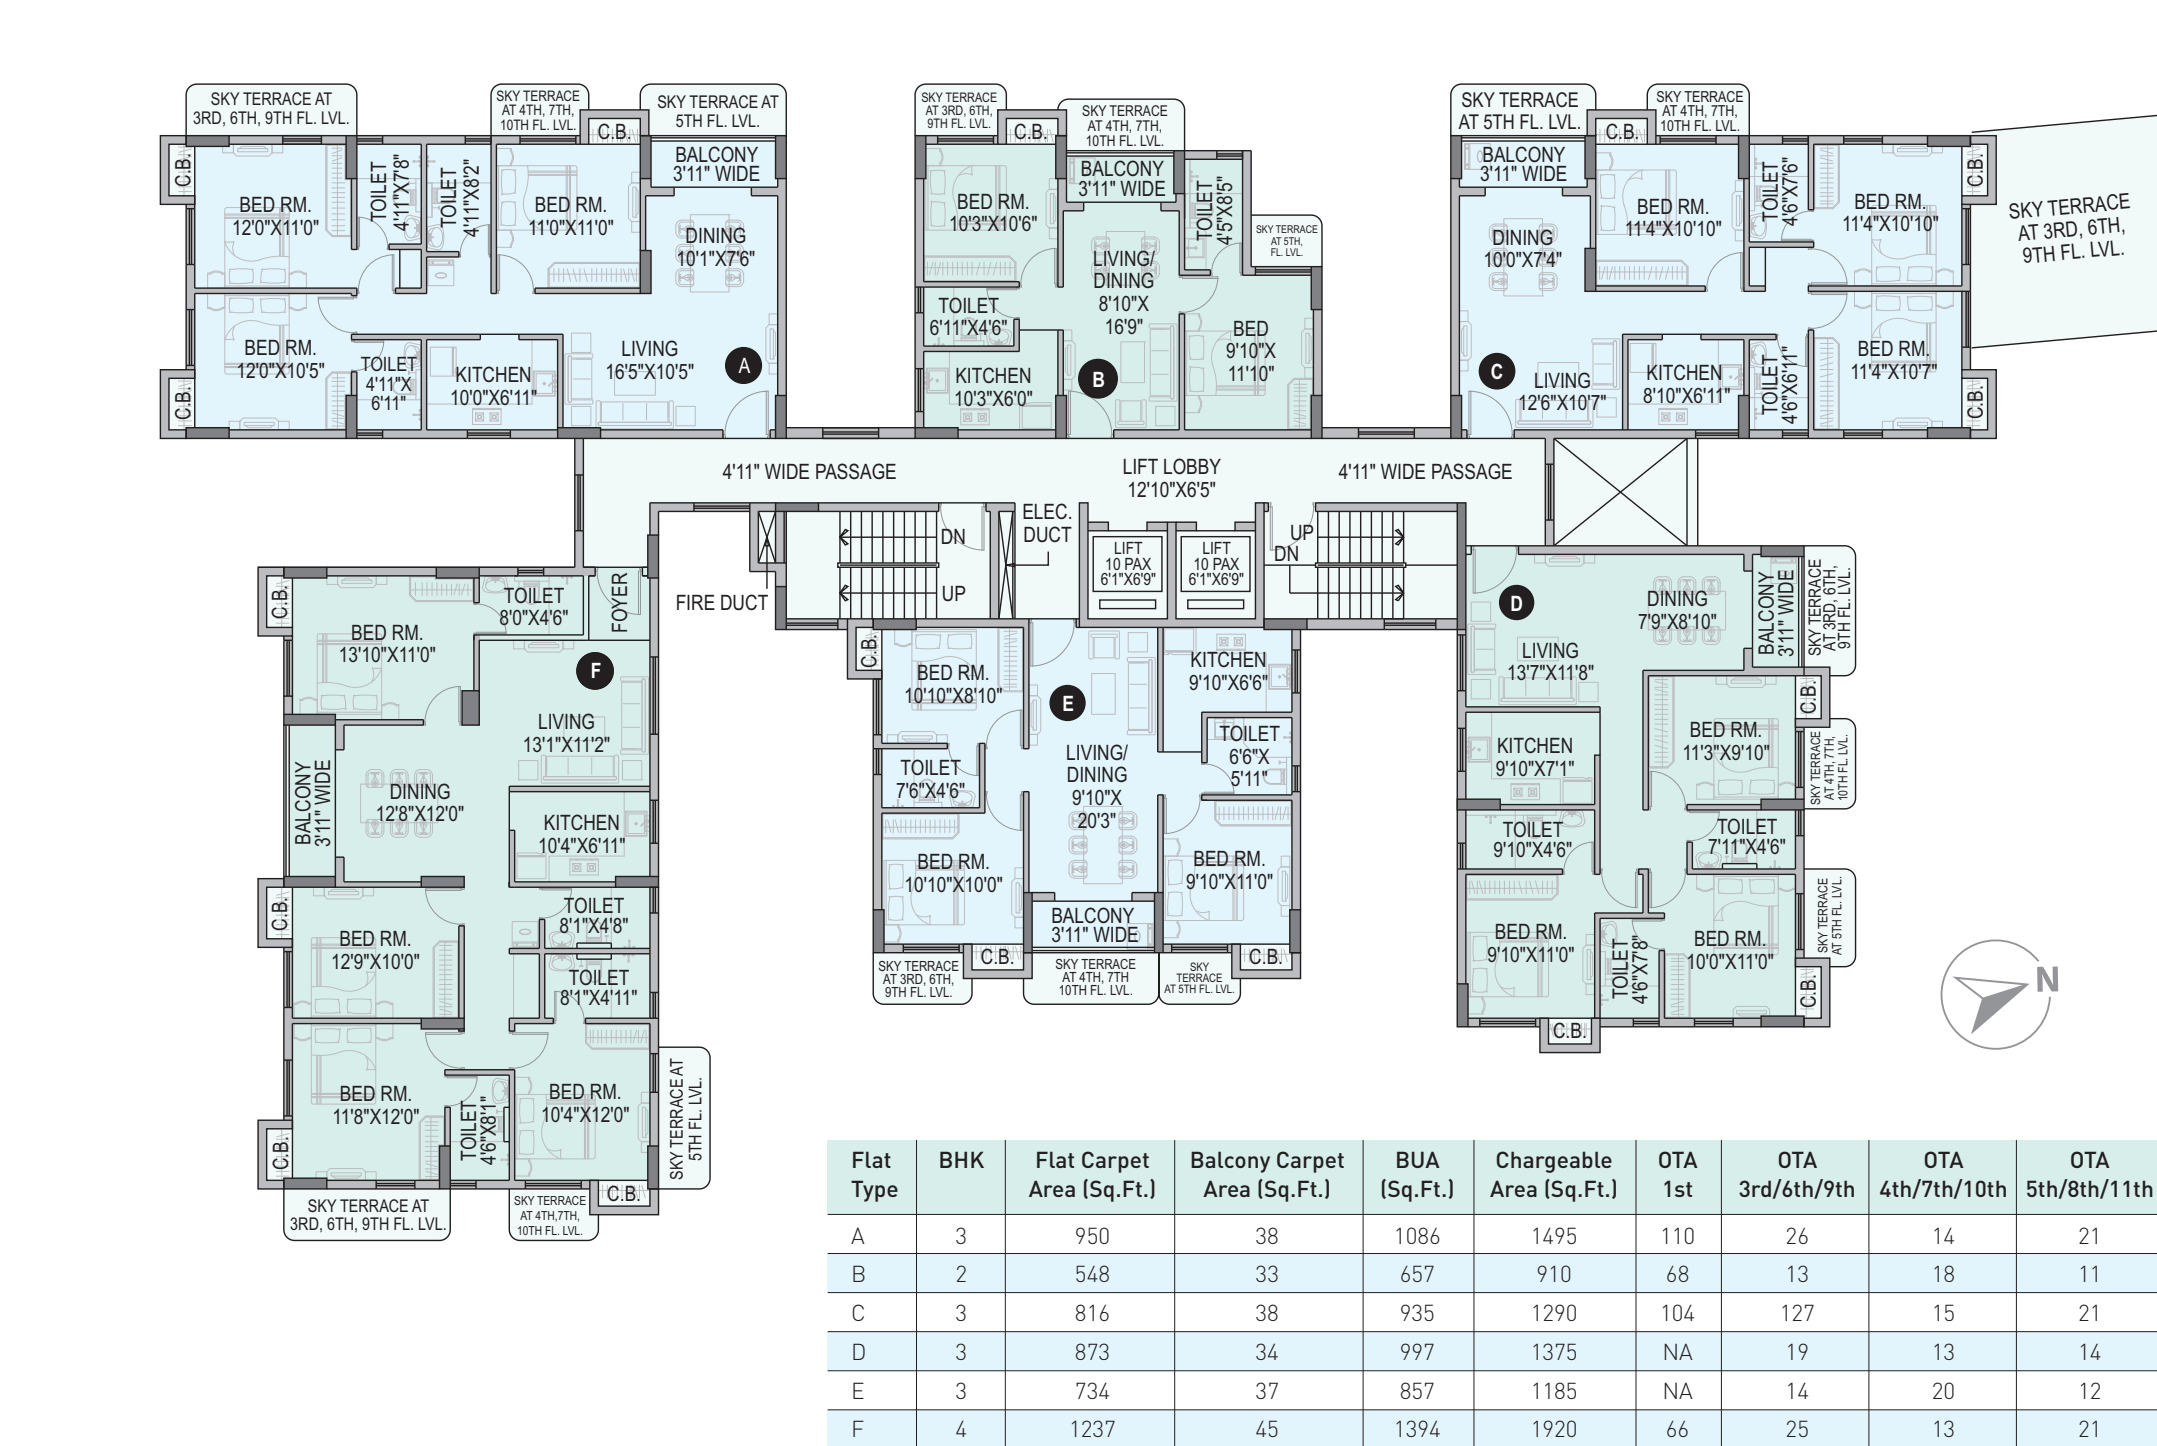 SKY TERRACE AT
3RD, 6TH, 9TH FL. LVL.
SKY TERRACE
AT 4TH, 7TH,
10TH FL. LVL.
SKY TERRACE AT
5TH FL. LVL.
C.B.
C.B.
C.B.
BED RM.
12'0"X11'0"
TOILET
4'11"X7'8"
TOILET
4'11"X8'2"
BED RM.
11'0"X11'0"
BALCONY
3'11" WIDE
DINING
10'1"X7'6"
BED RM.
12'0"X10'5"
TOILET
4'11"X
6'11"
KITCHEN
10'0"X6'11"
LIVING
16'5"X10'5"
A
SKY TERRACE
AT 3RD, 6TH,
9TH FL. LVL.
C.B.
SKY TERRACE
AT 4TH, 7TH,
10TH FL. LVL.
BALCONY
3'11" WIDE
BED RM.
10'3"X10'6"
TOILET
4'5"X8'5"
SKY TERRACE
AT 5TH,
FL. LVL.
LIVING/
DINING
8'10"X
16'9"
TOILET
6'11"X4'6"
KITCHEN
10'3"X6'0"
BED
9'10"X
11'10"
B
SKY TERRACE
AT 5TH FL. LVL.
C.B.
SKY TERRACE
AT 4TH, 7TH,
10TH FL. LVL.
BALCONY
3'11" WIDE
DINING
10'0"X7'4"
BED RM.
11'4"X10'10"
TOILET
4'6"X7'6"
BED RM.
11'4"X10'10"
C.B.
SKY TERRACE
AT 3RD, 6TH,
9TH FL. LVL.
C
LIVING
12'6"X10'7"
KITCHEN
8'10"X6'11"
TOILET
4'6"X6'11"
BED RM.
11'4"X10'7"
C.B.
4'11" WIDE PASSAGE
LIFT LOBBY
12'10"X6'5"
4'11" WIDE PASSAGE
FIRE DUCT
DN
UP
ELEC.
DUCT
LIFT
10 PAX
6'1"X6'9"
LIFT
10 PAX
6'1"X6'9"
UP
DN
C.B.
BED RM.
13'10"X11'0"
TOILET
8'0"X4'6"
FOYER
F
LIVING
13'1"X11'2"
BALCONY
3'11" WIDE
DINING
12'8"X12'0"
KITCHEN
10'4"X6'11"
C.B.
BED RM.
12'9"X10'0"
TOILET
8'1"X4'8"
TOILET
8'1"X4'11"
BED RM.
11'8"X12'0"
C.B.
TOILET
4'6"X8'1"
BED RM.
10'4"X12'0"
C.B.
SKY TERRACE AT
5TH FL. LVL.
SKY TERRACE AT
3RD, 6TH, 9TH FL. LVL.
SKY TERRACE
AT 4TH,7TH,
10TH FL. LVL.
C.B.
BED RM.
10'10"X8'10"
E
KITCHEN
9'10"X6'6"
TOILET
7'6"X4'6"
LIVING/
DINING
9'10"X
20'3"
TOILET
6'6"X
5'11"
BED RM.
10'10"X10'0"
BED RM.
9'10"X11'0"
BALCONY
3'11" WIDE
C.B.
C.B.
SKY TERRACE
AT 3RD, 6TH,
9TH FL. LVL.
SKY TERRACE
AT 4TH, 7TH
10TH FL. LVL.
SKY
TERRACE
AT 5TH FL. LVL.
D
DINING
7'9"X8'10"
BALCONY
3'11" WIDE
SKY TERRACE
AT 3RD, 6TH,
9TH FL. LVL.
LIVING
13'7"X11'8"
C.B.
KITCHEN
9'10"X7'1"
BED RM.
11'3"X9'10"
SKY TERRACE
AT 4TH, 7TH,
10TH FL. LVL.
TOILET
9'10"X4'6"
TOILET
7'11"X4'6"
SKY TERRACE
AT 5TH FL. LVL.
BED RM.
9'10"X11'0"
TOILET
4'6"X7'8"
BED RM.
10'0"X11'0"
C.B.
C.B.
N
Flat Type BHK Flat Carpet Area (Sq.Ft.) Balcony Carpet Area (Sq.Ft.) BUA (Sq.Ft.) Chargeable Area (Sq.Ft.) OTA 1st OTA 3rd/6th/9th OTA 4th/7th/10th OTA 5th/8th/11th
A 3 950 38 1086 1495 110 26 14 21
B 2 548 33 657 910 68 13 18 11
C 3 816 38 935 1290 104 127 15 21
D 3 873 34 997 1375 NA 19 13 14
E 3 734 37 857 1185 NA 14 20 12
F 4 1237 45 1394 1920 66 25 13 21